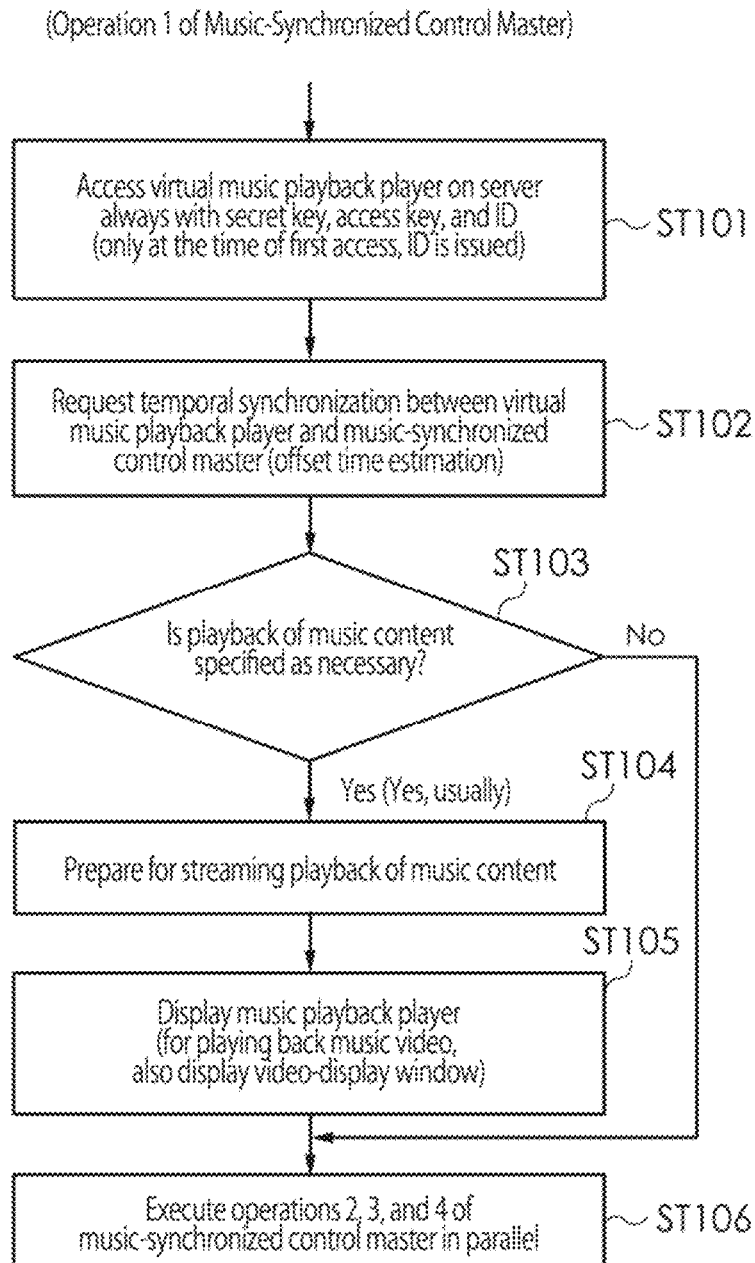 (Operation 1 of Music-Synchronized Control Master)
Access virtual music playback player on server
always with secret key, access key, and ID
(only at the time of first access, ID is issued)
ST101
Request temporal synchronization between virtual
music playback player and music-synchronized
control master (offset time estimation)
ST102
ST103
Is playback of music content
specified as necessary?
No
Yes (Yes, usually)
ST104
Prepare for streaming playback of music content
ST105
Display music playback player
(for playing back music video,
also display video-display window)
Execute operations 2, 3, and 4 of
music-synchronized control master in parallel
ST106